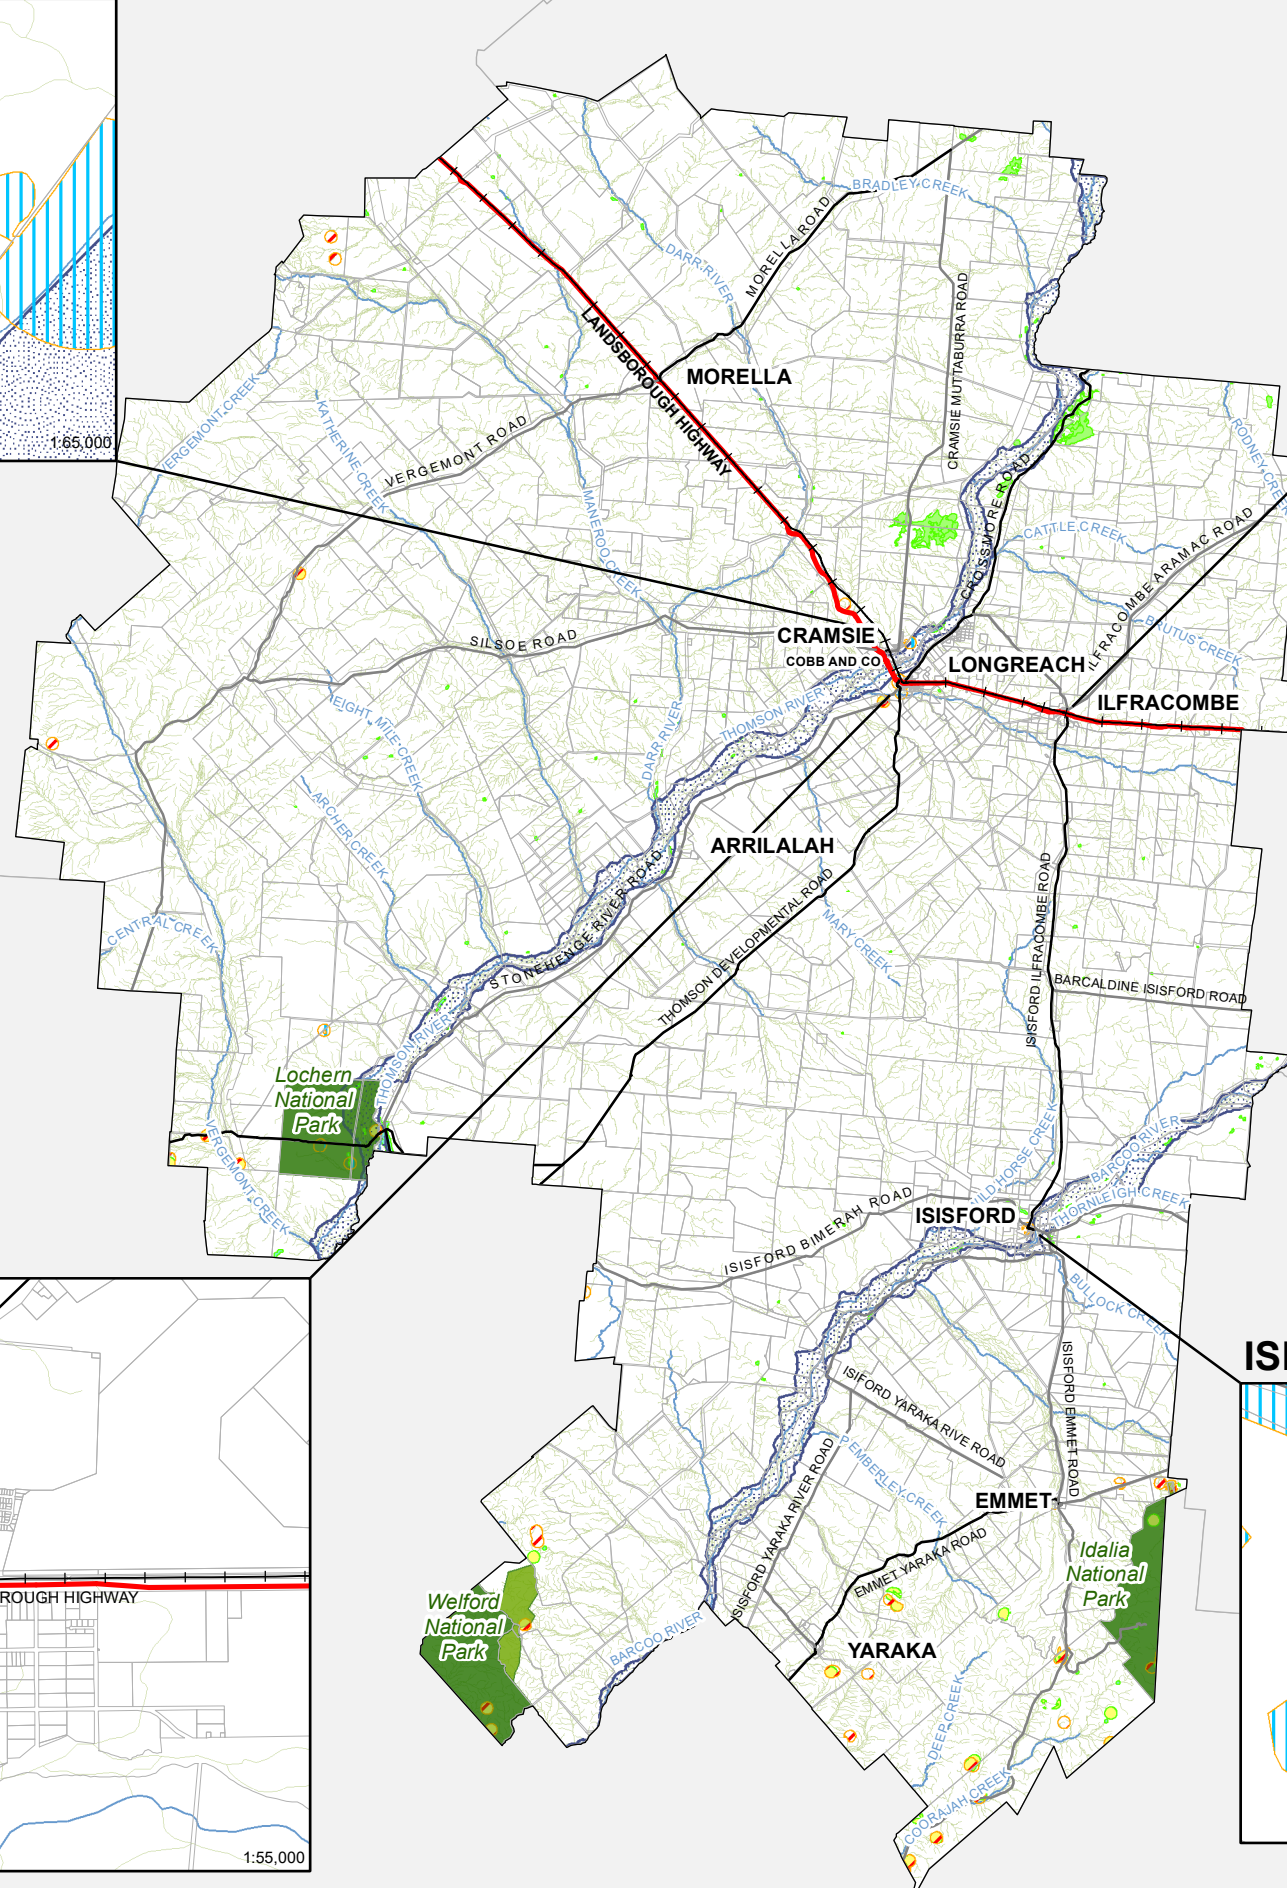 1:65,000
BRADLEY CREEK
MORELLA ROAD
DARR RIVER
CRAMSIE MUTTABURRA ROAD
LANDSBOROUGH HIGHWAY
MORELLA
VERGEMONT CREEK
KATHERINE CREEK
VERGEMONT ROAD
RODNEY CREEK
MANEROO CREEK
CROSSMORE ROAD
CATTLE CREEK
ILFRACOMBE ARAMAC ROAD
BRUTUS CREEK
SILSOE ROAD
CRAMSIE
COBB AND CO
LONGREACH
ILFRACOMBE
EIGHT MILE CREEK
DARR RIVER
THOMSON RIVER
ARCHER CREEK
ARRILALAH
STONEHENGE RIVER ROAD
THOMSON DEVELOPMENTAL ROAD
MARY CREEK
ISISFORD ILFRACOMBE ROAD
CENTRAL CREEK
BARCALDINE ISISFORD ROAD
THOMSON RIVER
Lochern
National
Park
VERGEMONT CREEK
WILD HORSE CREEK
BARCOO RIVER
THORNLEIGH CREEK
ISISFORD BIMERAH ROAD
ISISFORD
BULLOCK CREEK
ISI
ISISFORD EMMET ROAD
ISIFORD YARAKA RIVE ROAD
PEMBERLEY CREEK
ISISFORD YARAKA RIVER ROAD
EMMET
EMMET YARAKA ROAD
Idalia
National
Park
Welford
National
Park
BARCOO RIVER
YARAKA
DEEP CREEK
COORAJAH CREEK
ROUGH HIGHWAY
1:55,000